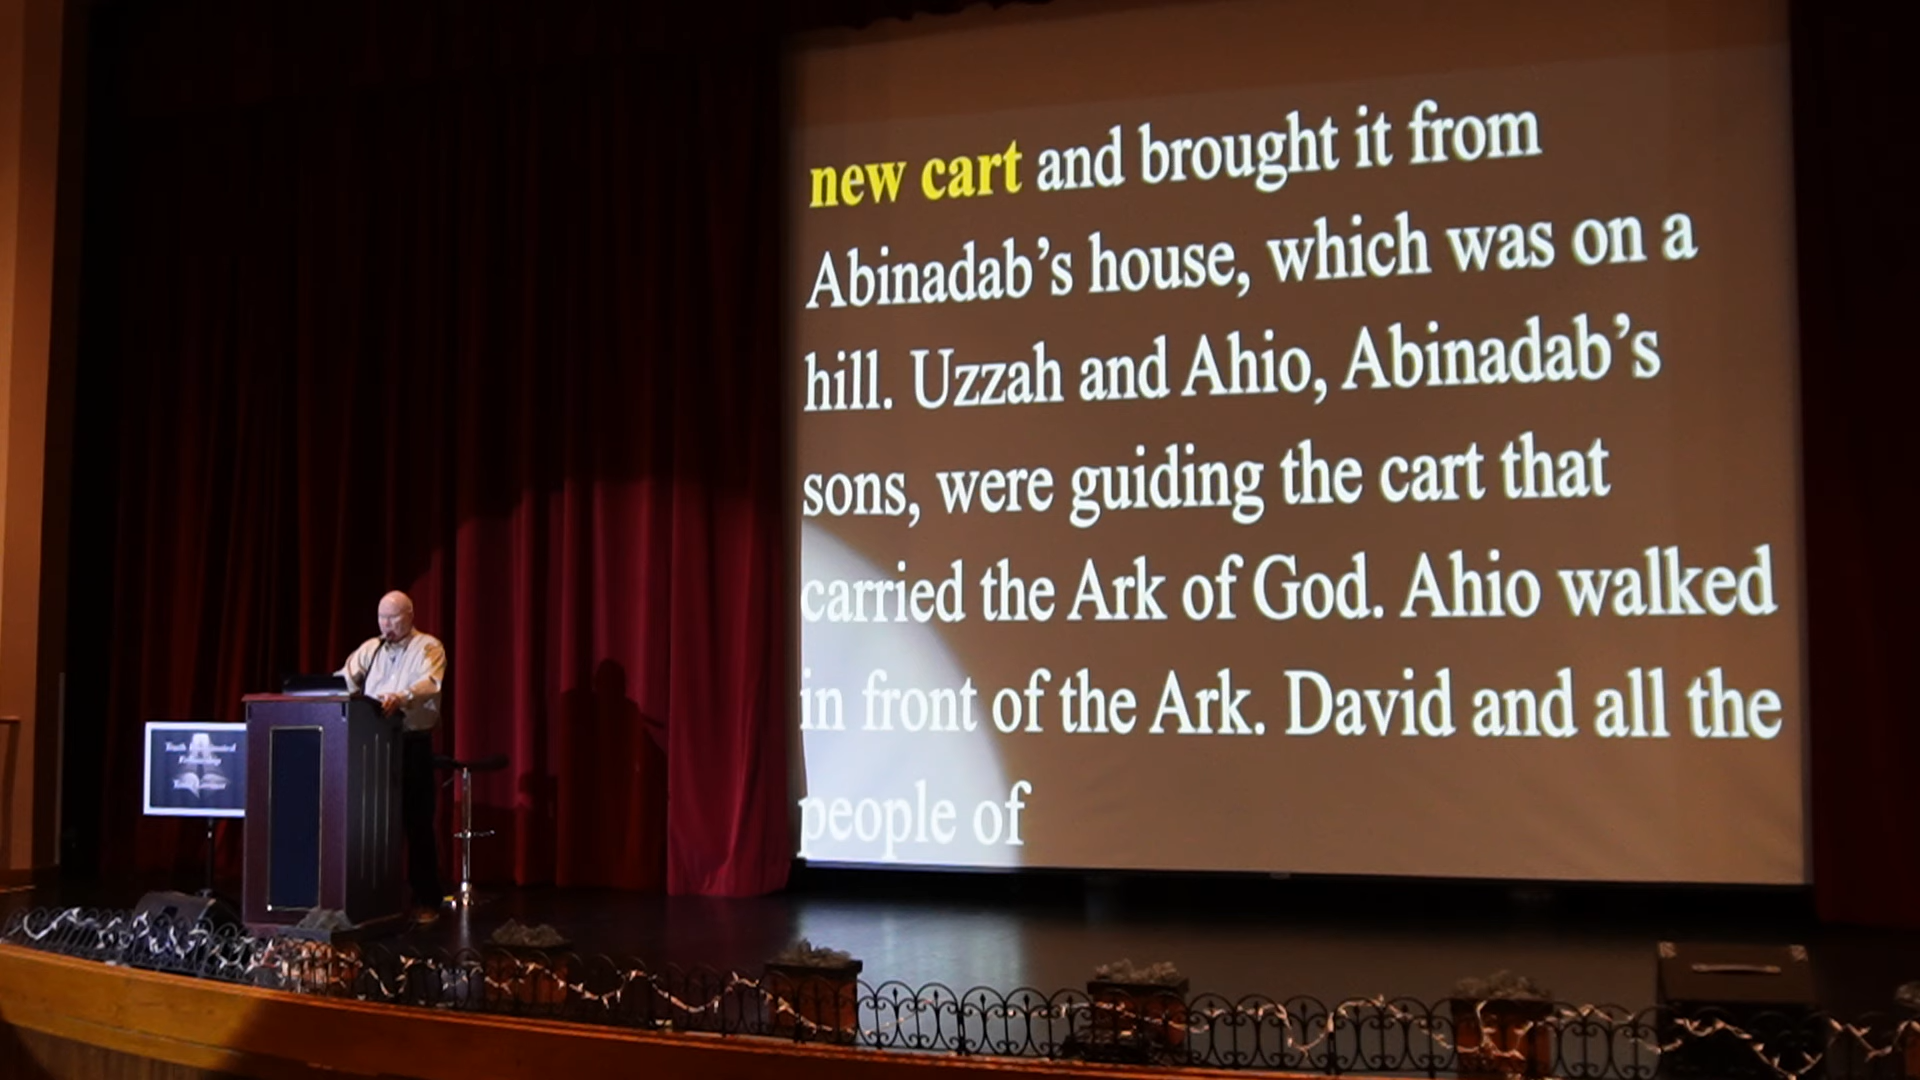 new cart and brought it from
Abinadab’s house, which was on a
hill. Uzzah and Ahio, Abinadab’s
sons, were guiding the cart that
carried the Ark of God. Ahio walked
in front of the Ark. David and all the
people of
Truth
Fellowship